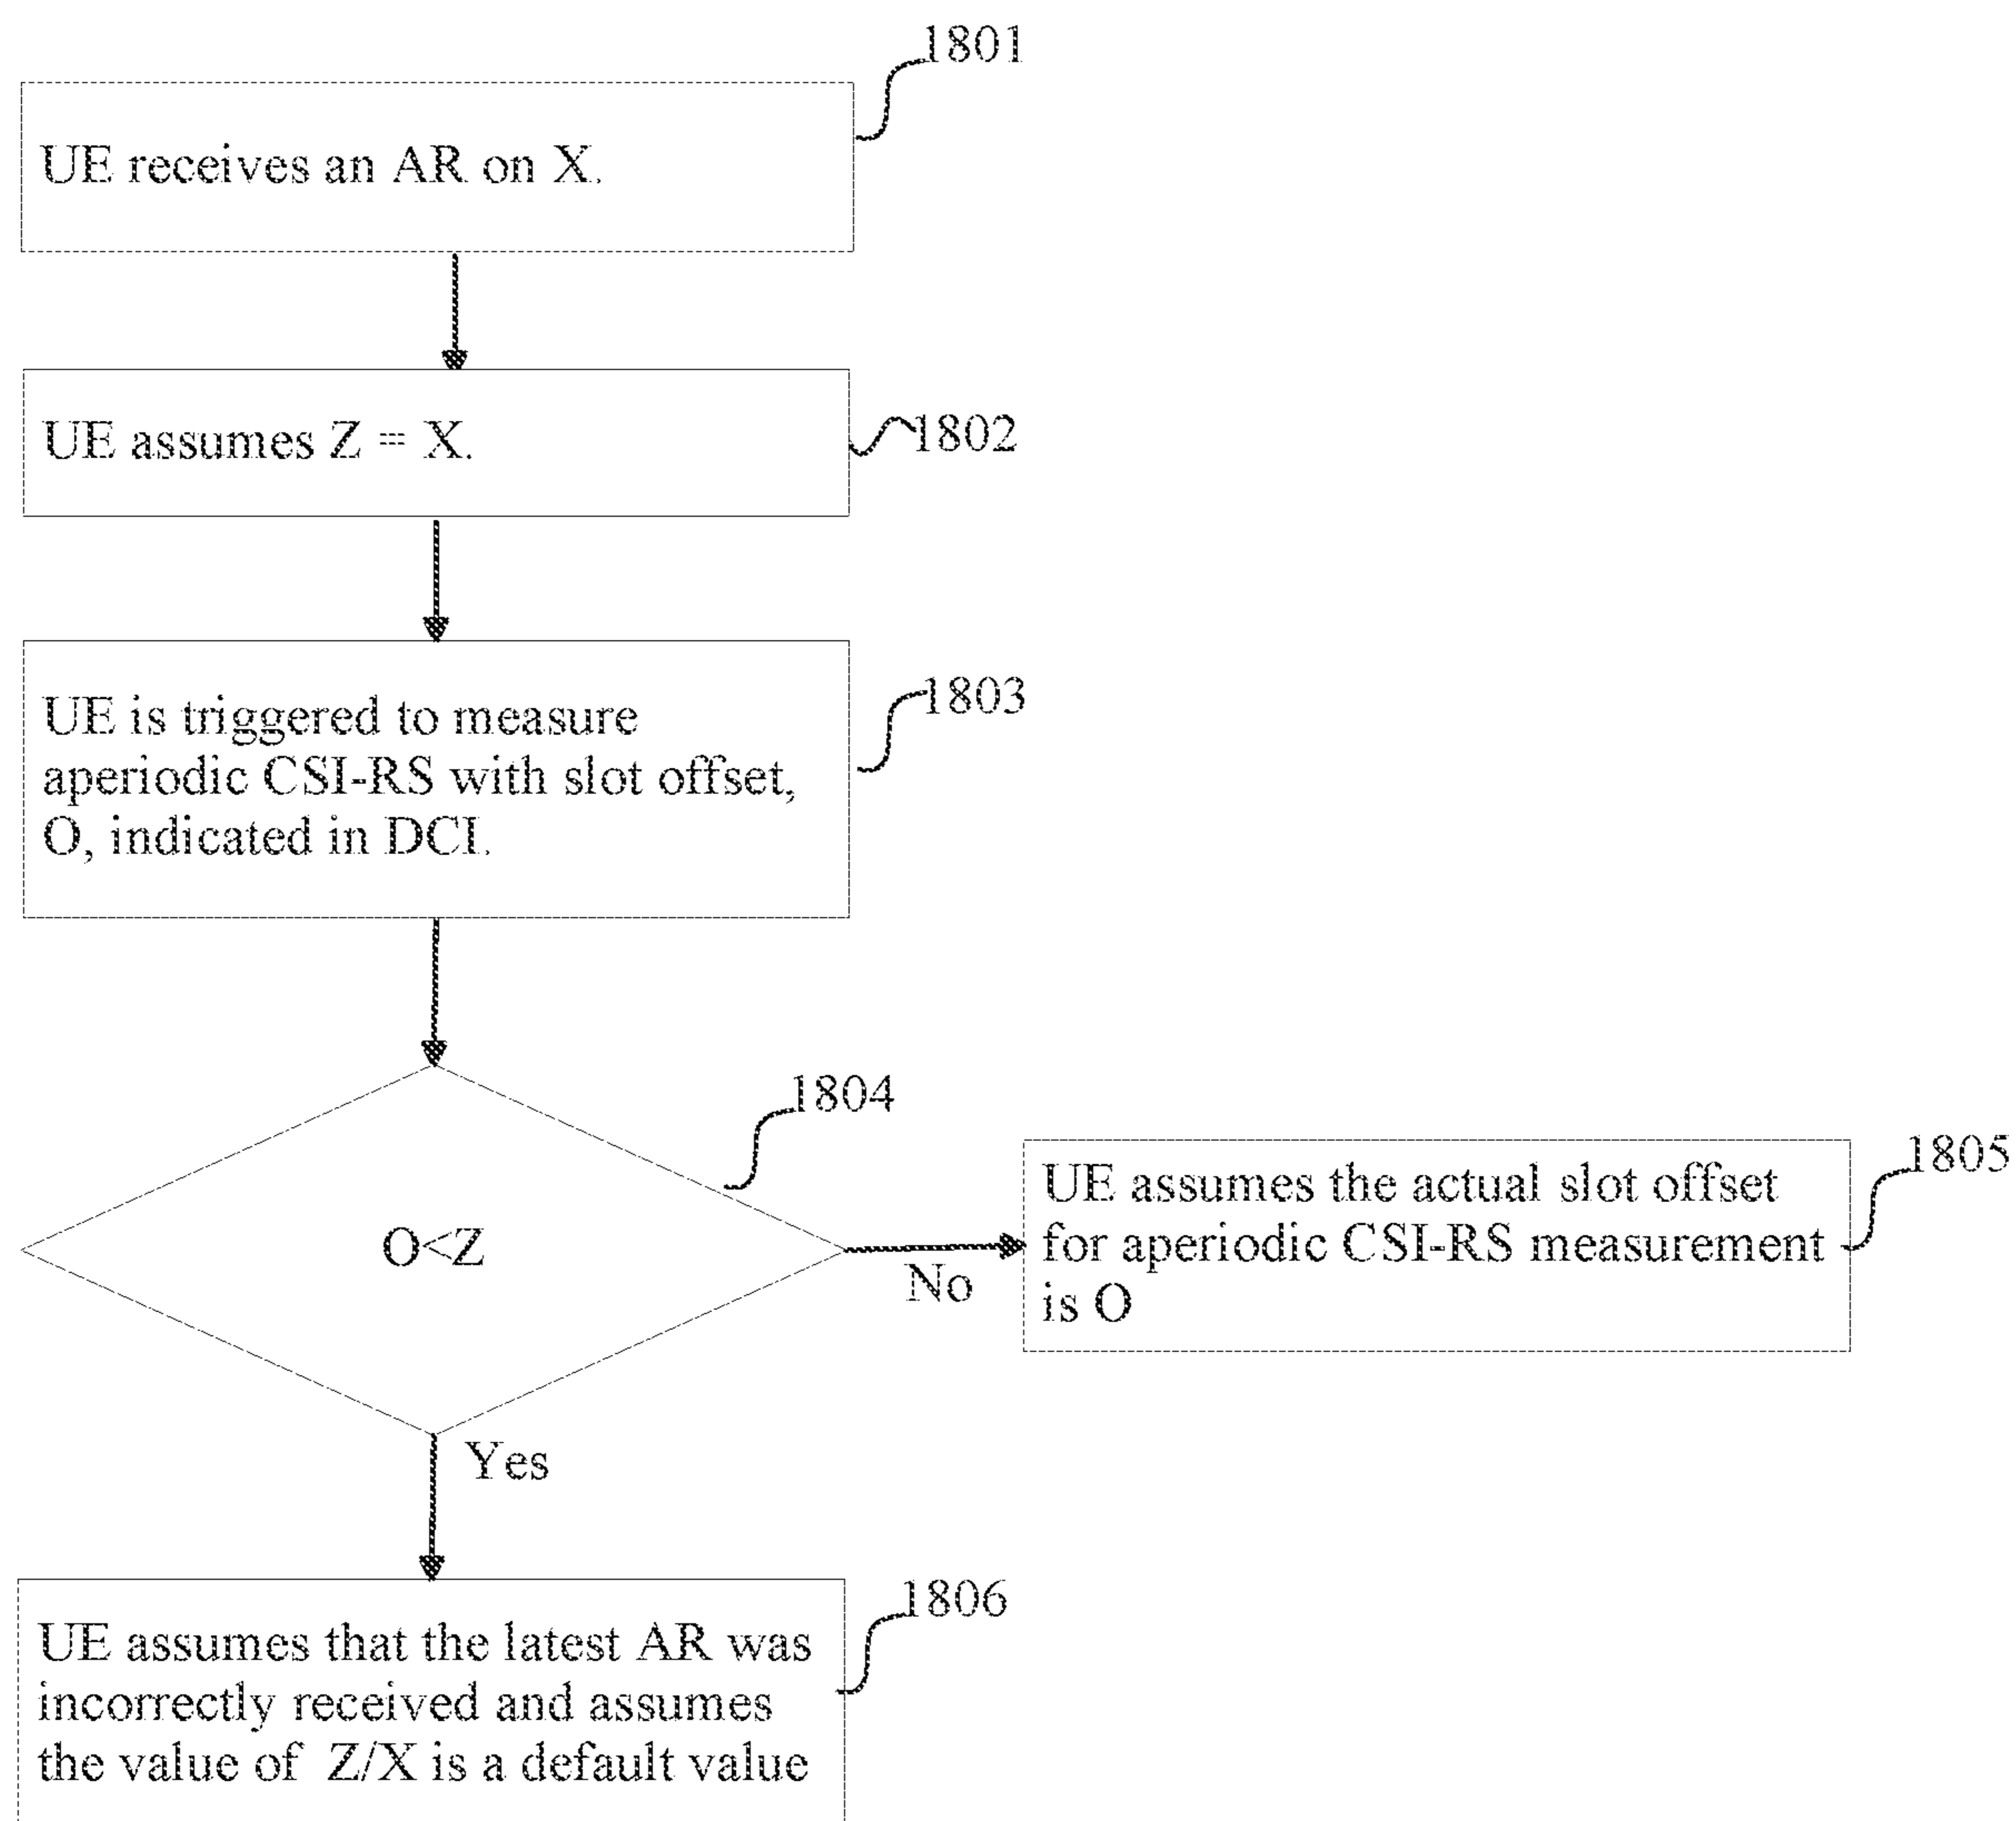 1801
UE receives an AR on X.
UE assumes Z = X.
1802
1803
UE is triggered to measure
aperiodic CSI-RS with slot offset,
O, indicated in DCI.
1804
O<Z
No
1805
UE assumes the actual slot offset
for aperiodic CSI-RS measurement
is O
Yes
1806
UE assumes that the latest AR was
incorrectly received and assumes
the value of Z/X is a default value